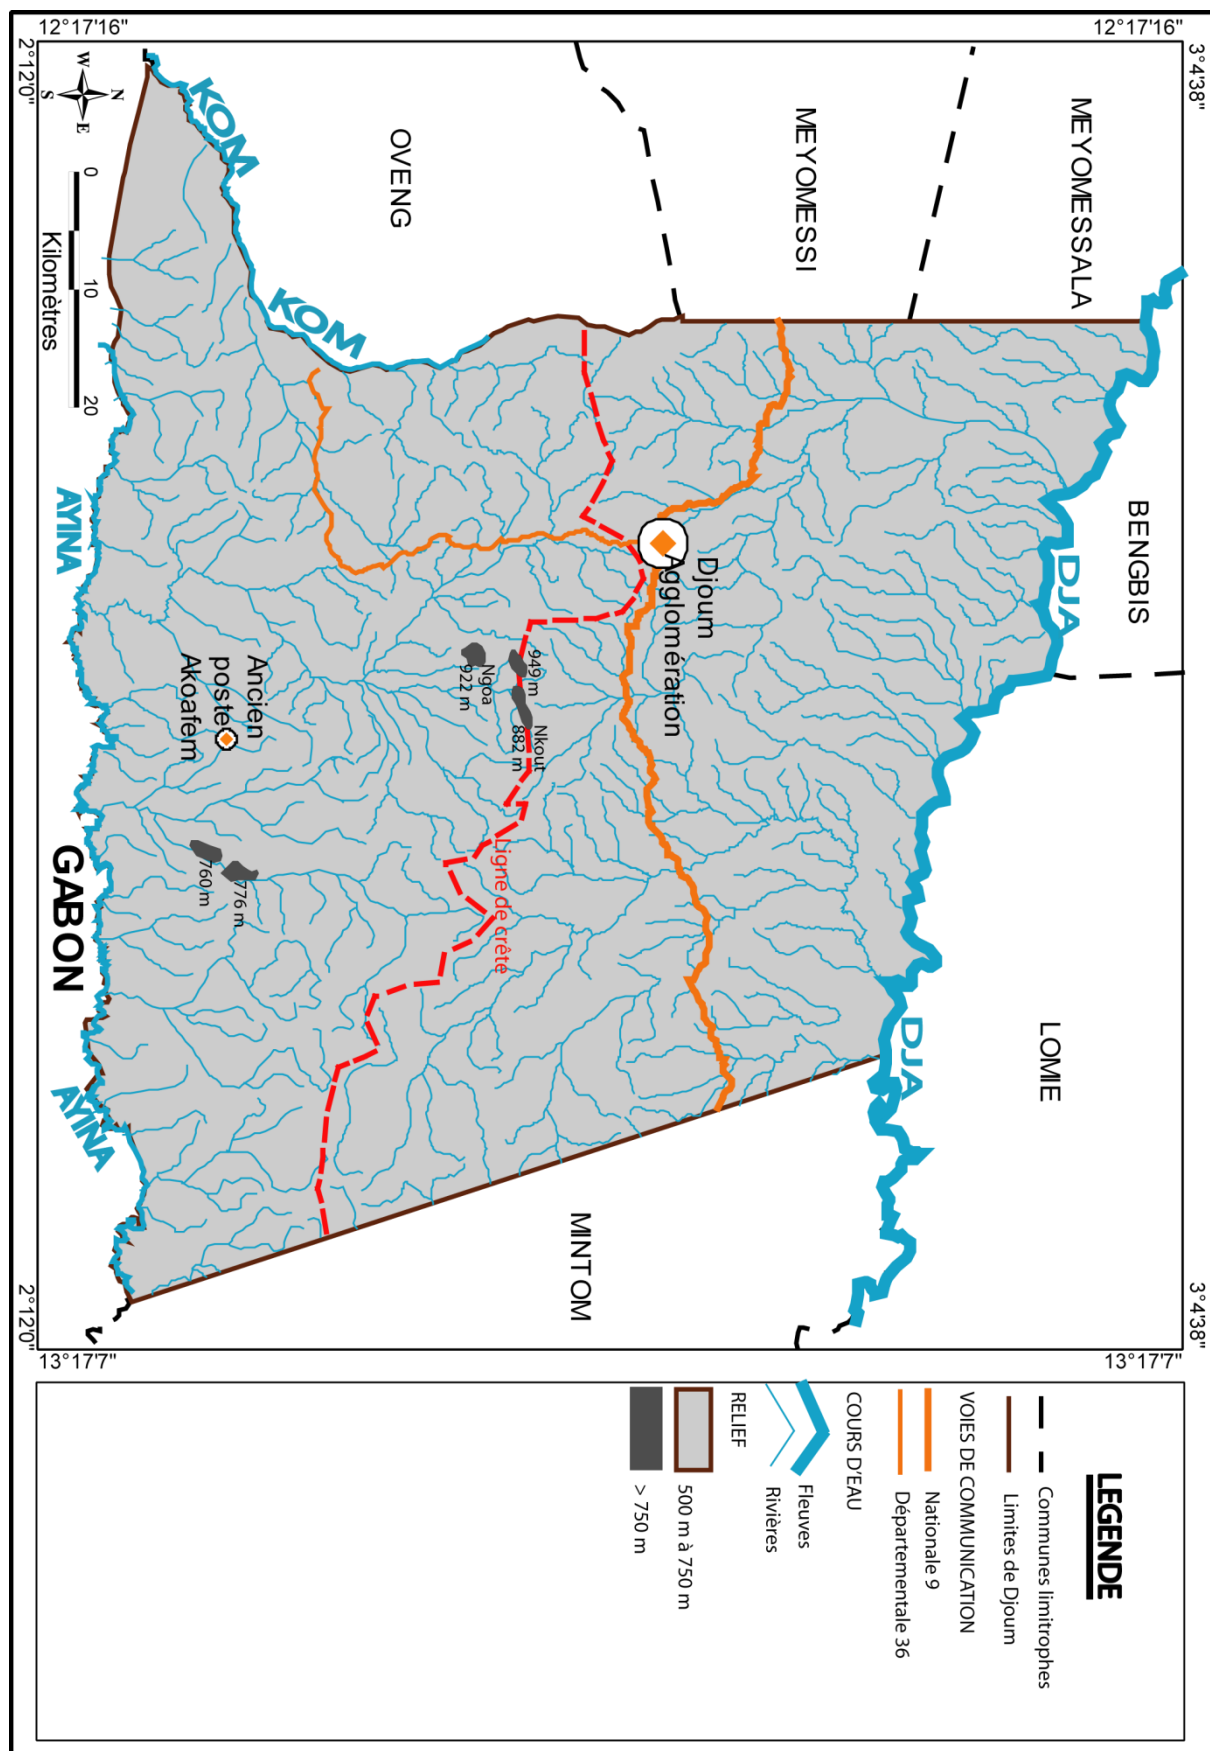 12°17'16"
12°17'16"
3°4'38"
2°12'0"
MEYOMESSALA
MEYOMESSI
OVENG
KOM
KOM
BENGBIS
DJA
DJA
LOMIE
MINTOM
Djoum
Agglomération
949 m
Ngoa
922 m
Nkout
882 m
Ligne de crête
Ancien
poste
Akoafem
776 m
760 m
AYINA
AYINA
GABON
N
W
E
S
0
10
20
Kilomètres
3°4'38"
2°12'0"
13°17'7"
13°17'7"
LEGENDE
Communes limitrophes
Limites de Djoum
VOIES DE COMMUNICATION
Nationale 9
Départementale 36
COURS D'EAU
Fleuves
Rivières
RELIEF
500 m à 750 m
> 750 m